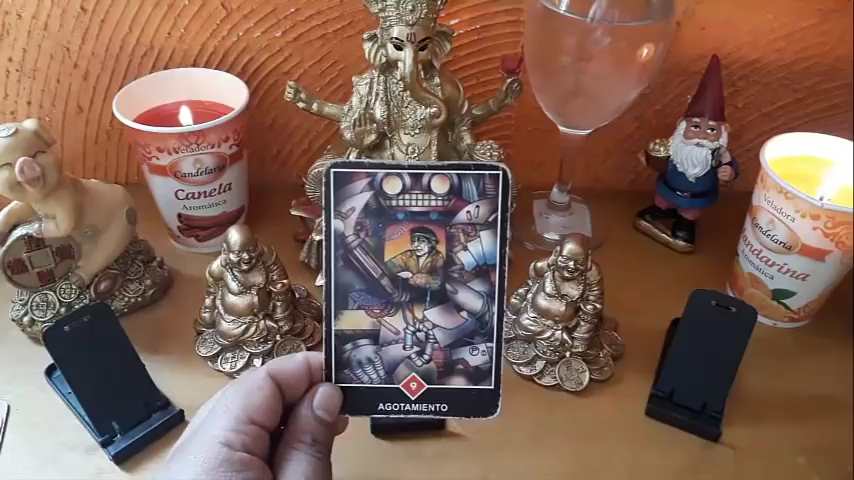 Veladora
Candelaria
Canela
Aromática
Veladora
Candelaria
Mandarina
Aromática
9
AGOTAMIENTO